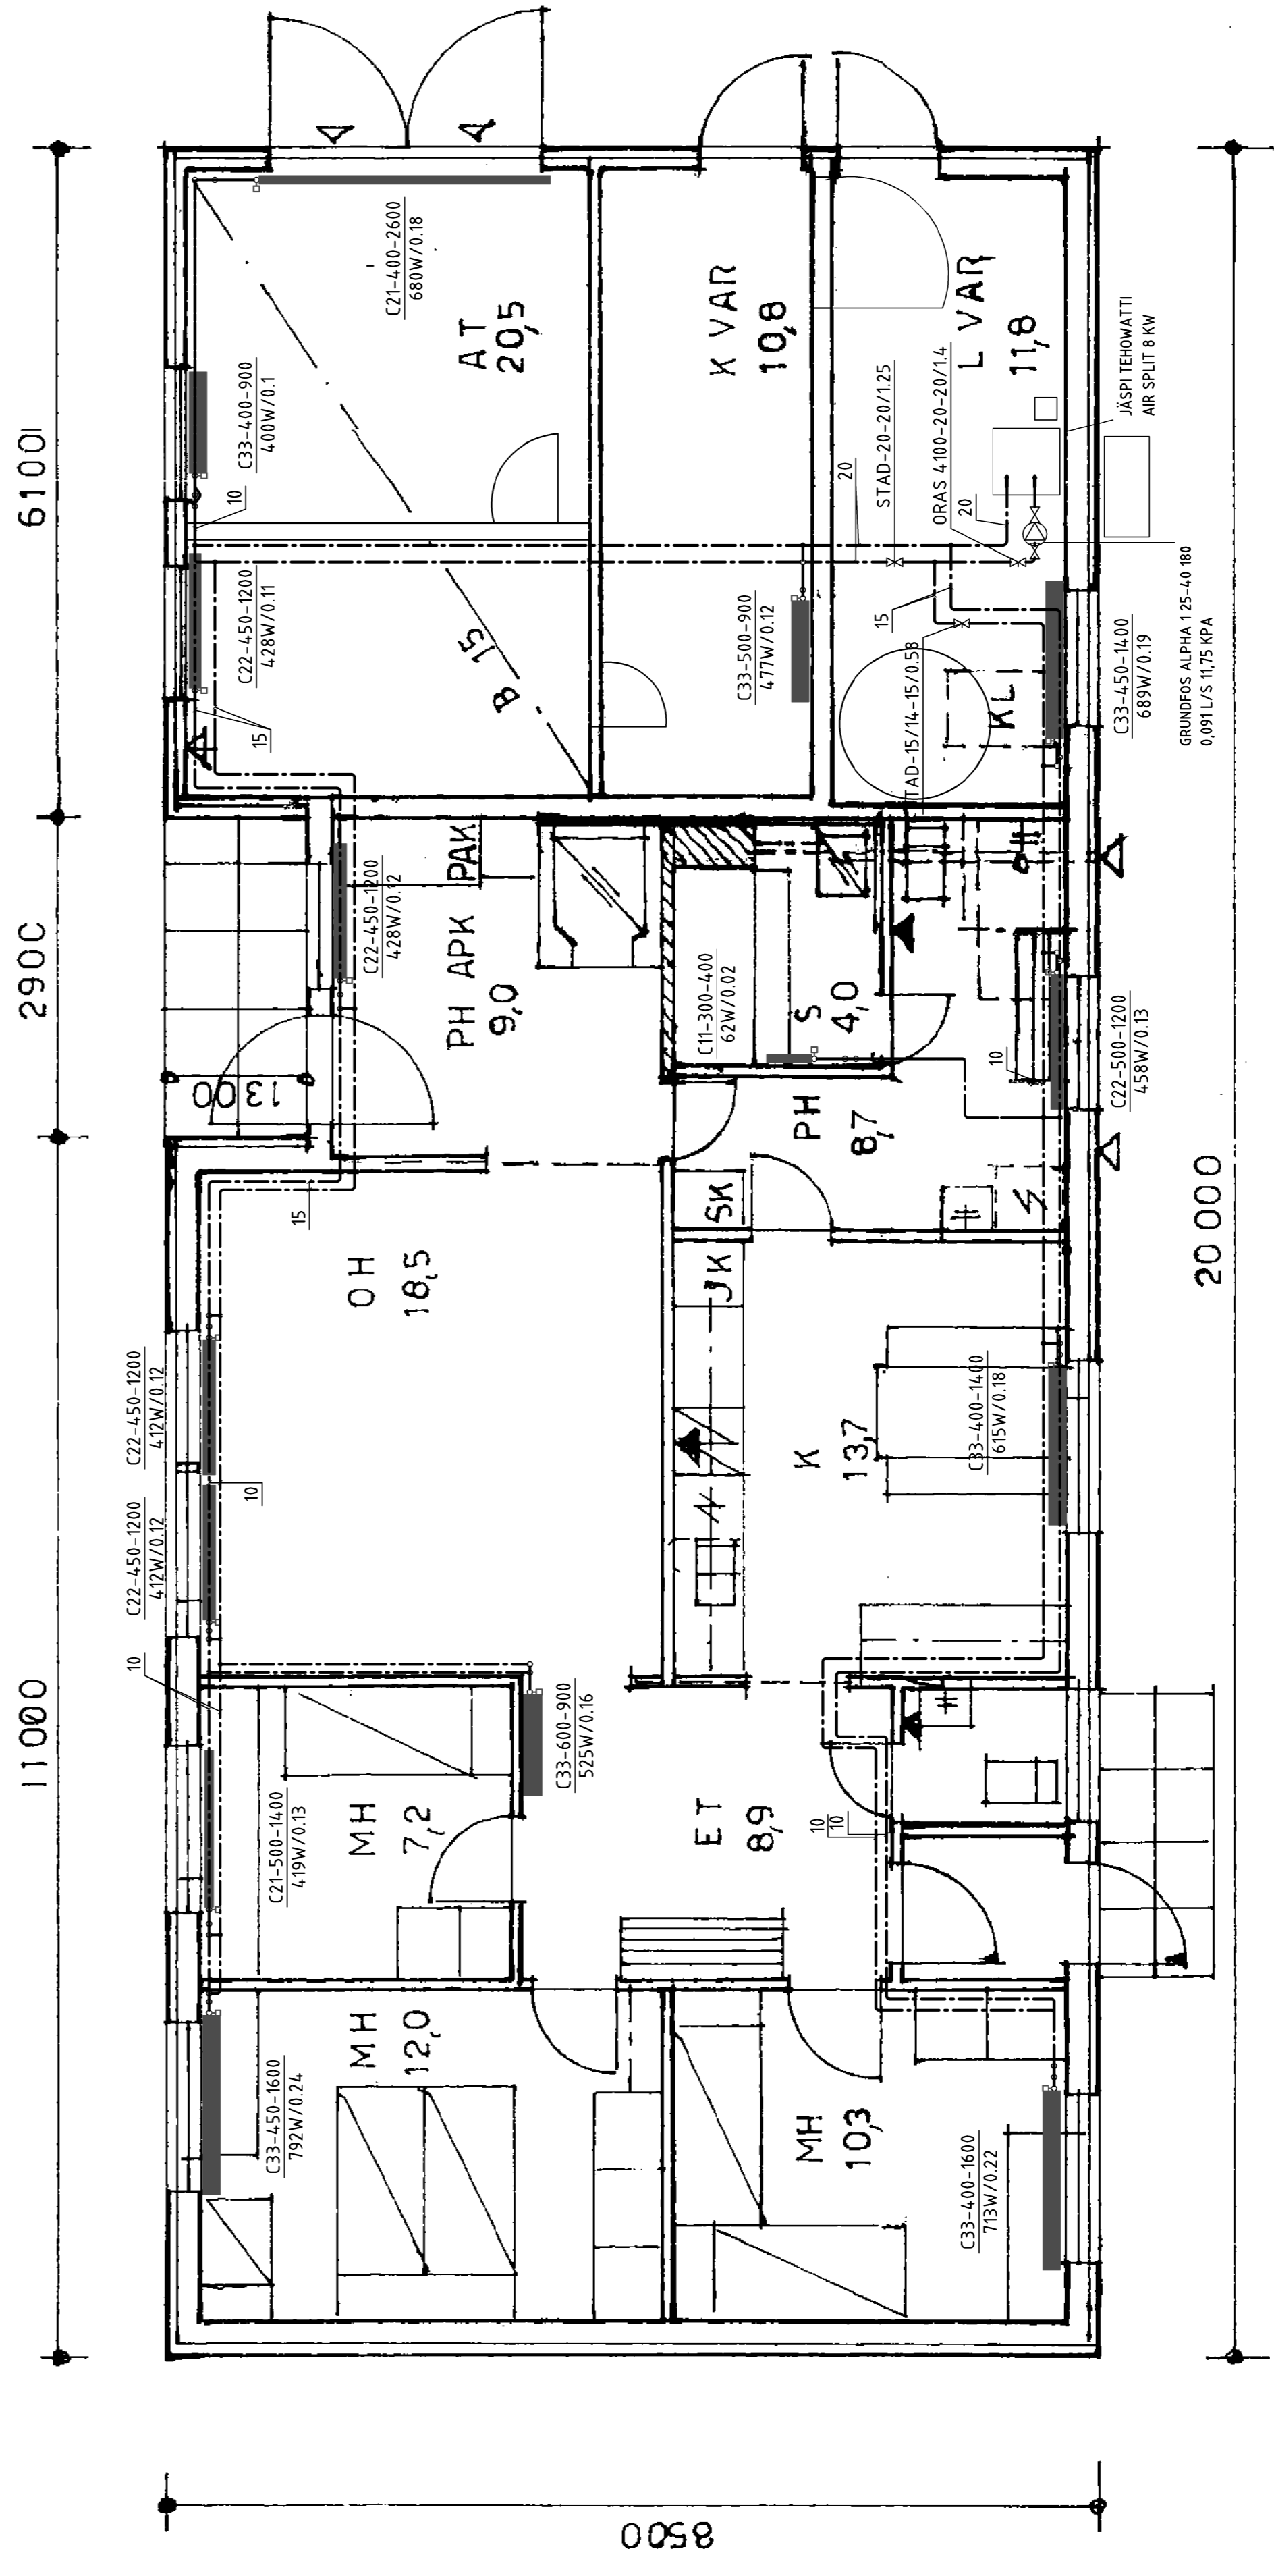 11000
2900
6100
C22-450-1200
412W/0.12
C22-450-1200
412W/0.12
10
10
15
1300
15
10
C33-450-1600
792W/0.24
MH
12,0
C21-500-1400
419W/0.13
MH
7,2
C33-600-900
525W/0.16
OH
18,5
C22-450-1200
428W/0.12
PH APK PAK
9,0
C22-450-1200
428W/0.11
C33-400-900
400W/0.1
C21-400-2600
680W/0.18
AT
20,5
B 15
K VAR
10,8
C33-500-900
477W/0.12
L VAR
11,8
20
STAD-20-20/1.25
ORAS 4100-20-20/1.4
20
15
TAD-15/14-15/0.58
KL
JÄSPI TEHOWATTI
AIR SPLIT 8 KW
GRUNDFOS ALPHA 1 25-40 180
0,091 L/S 11,75 KPA
C33-450-1400
689W/0.19
C11-300-400
62W/0.02
S
4,0
PH
8,7
10
C22-500-1200
458W/0.13
SK
JK
K
13,7
C33-400-1400
615W/0.18
ET
8,9
10
10
MH
10,3
C33-400-1600
713W/0.22
20 000
8500